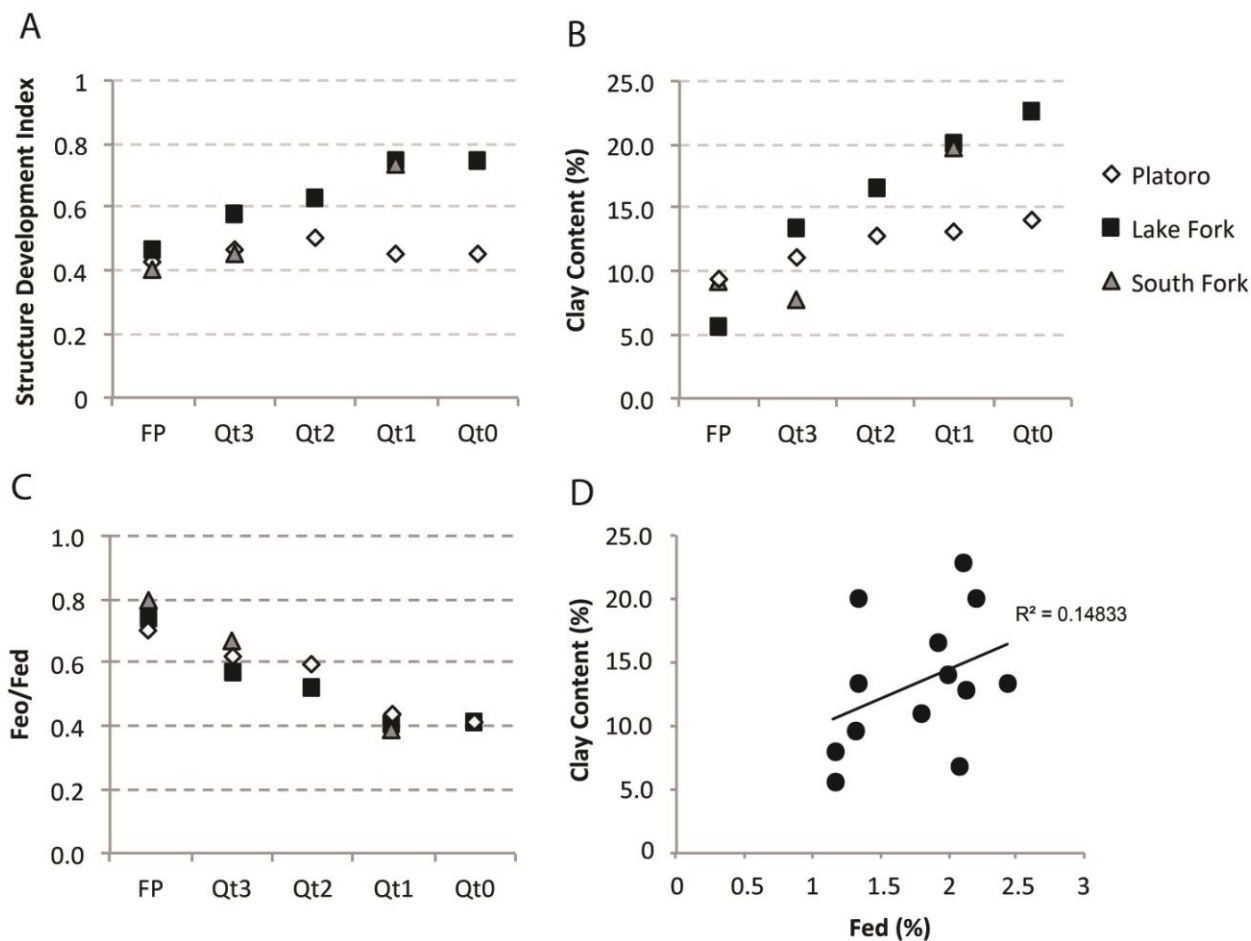 A
Structure Development Index
1
0.8
0.6
0.4
0.2
0
FP Qt3 Qt2 Qt1 Qt0
B
Clay Content (%)
25.0
20.0
15.0
10.0
5.0
0.0
FP Qt3 Qt2 Qt1 Qt0
Platoro
Lake Fork
South Fork
C
Feo/Fed
1.0
0.8
0.6
0.4
0.2
0.0
FP Qt3 Qt2 Qt1 Qt0
D
Clay Content (%)
25.0
20.0
15.0
10.0
5.0
0
R² = 0.14833
0 0.5 1 1.5 2 2.5 3
Fed (%)